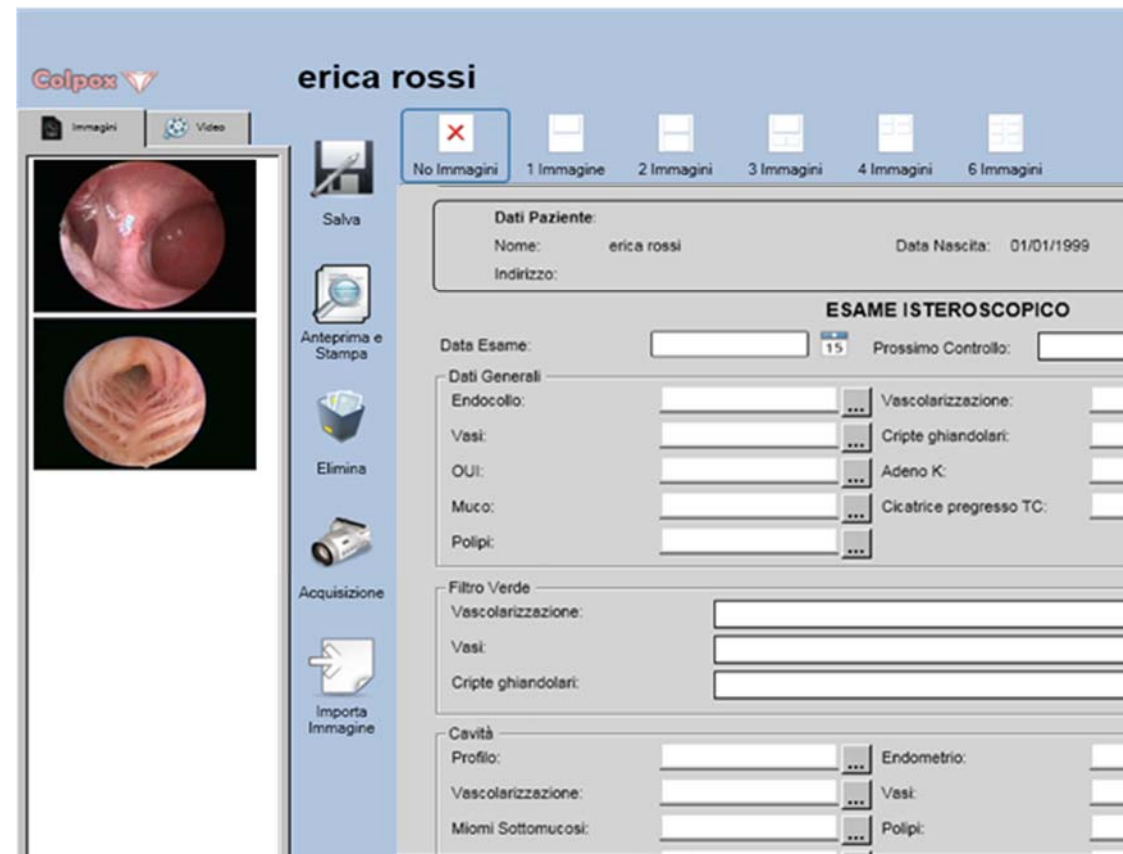 Colpox
erica rossi
Immagini
Video
No Immagini
1 Immagine
2 Immagini
3 Immagini
4 Immagini
6 Immagini
Salva
Anteprima e
Stampa
Elimina
Acquisizione
Importa
Immagine
Dati Paziente:
Nome: erica rossi Data Nascita: 01/01/1999
Indirizzo:
ESAME ISTEROSCOPICO
Data Esame: 15 Prossimo Controllo:
Dati Generali
Endocollo: ... Vascolarizzazione:
Vasi: ... Cripte ghiandolari:
OUI: ... Adeno K:
Muco: ... Cicatrice pregresso TC:
Polipi: ...
Filtro Verde
Vascolarizzazione:
Vasi:
Cripte ghiandolari:
Cavità
Profilo: ... Endometrio:
Vascolarizzazione: ... Vasi:
Miomi Sottomucosi: ... Polipi: